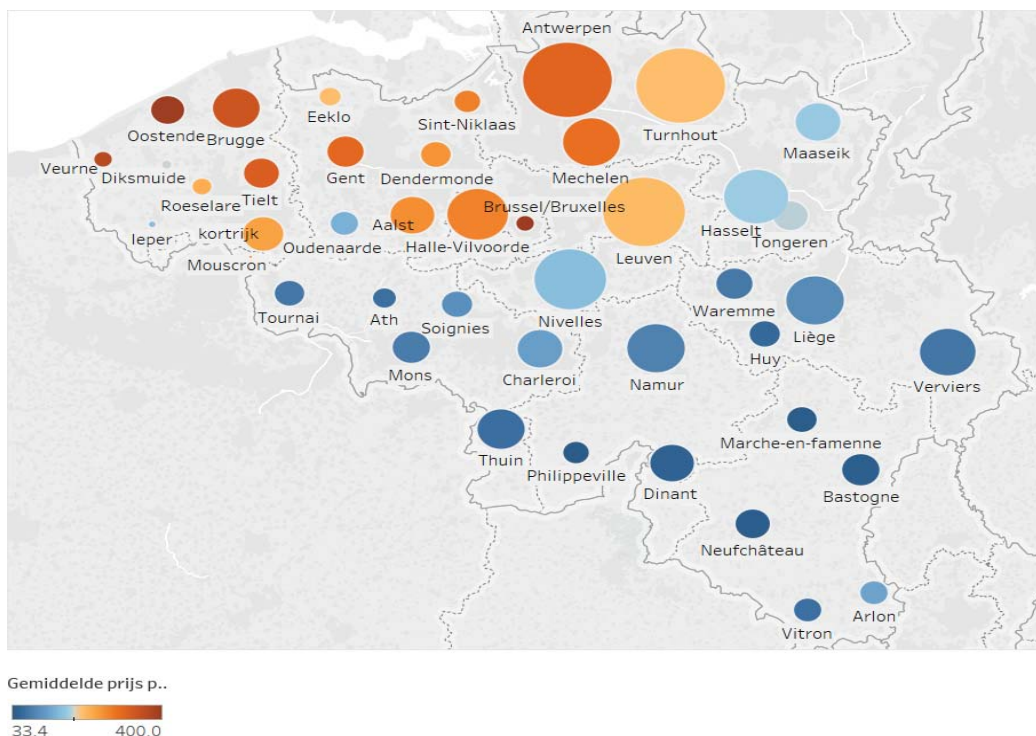 Antwerpen
Eeklo
Sint-Niklaas
Oostende
Brugge
Turnhout
Maaseik
Veurne
Diksmuide
Gent
Dendermonde
Mechelen
Roeselare
Tielt
Brussel/Bruxelles
Ieper
kortrijk
Aalst
Hasselt
Oudenaarde
Halle-Vilvoorde
Tongeren
Leuven
Mouscron
Tournai
Ath
Soignies
Nivelles
Waremme
Liège
Mons
Charleroi
Namur
Huy
Verviers
Marche-en-famenne
Thuin
Philippeville
Dinant
Bastogne
Neufchâteau
Vitron
Arlon
Gemiddelde prijs p..
33.4 400.0